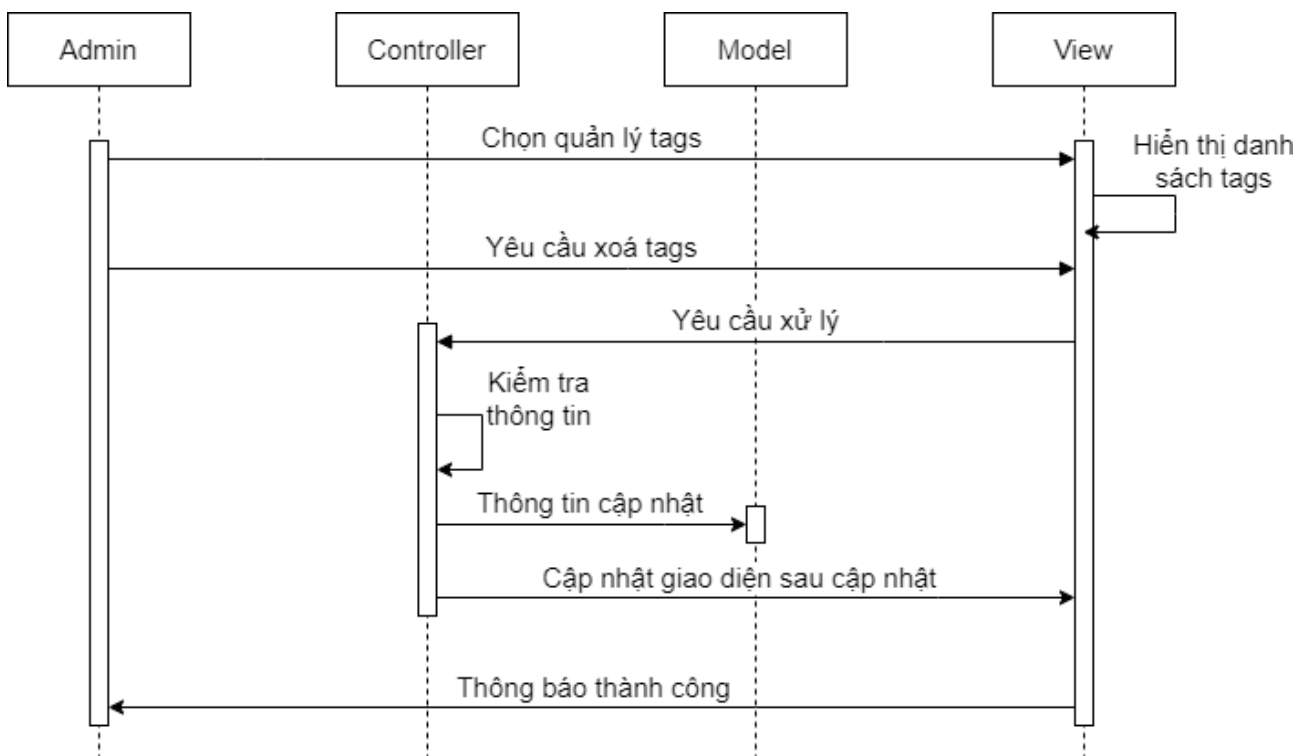 Admin
Controller
Model
View
Chọn quản lý tags
Hiển thị danh
sách tags
Yêu cầu xoá tags
Yêu cầu xử lý
Kiểm tra
thông tin
Thông tin cập nhật
Cập nhật giao diện sau cập nhật
Thông báo thành công